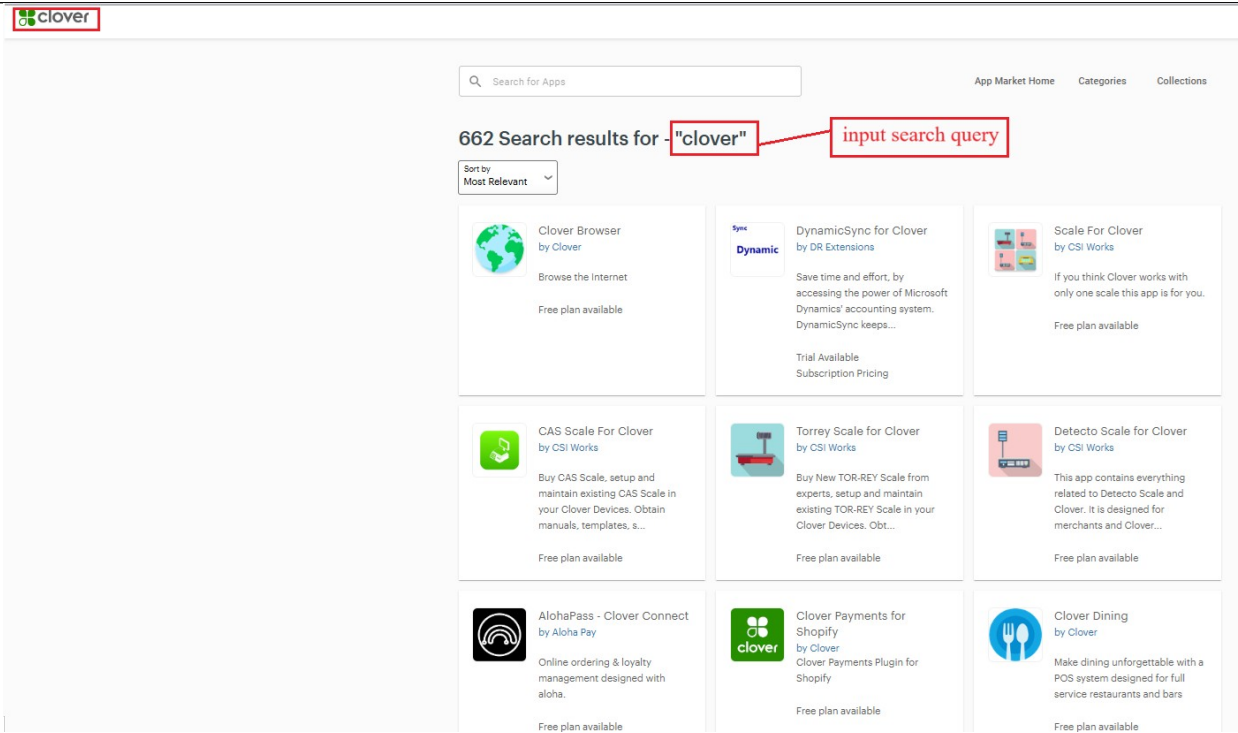 clover
Search for Apps
App Market Home Categories Collections
662 Search results for - "clover"
input search query
Sort by
Most Relevant
Clover Browser
by Clover
Browse the Internet
Free plan available
Sync
Dynamic
DynamicSync for Clover
by DR Extensions
Save time and effort, by
accessing the power of Microsoft
Dynamics' accounting system.
DynamicSync keeps...
Trial Available
Subscription Pricing
Scale For Clover
by CSI Works
If you think Clover works with
only one scale this app is for you.
Free plan available
CAS Scale For Clover
by CSI Works
Buy CAS Scale, setup and
maintain existing CAS Scale in
your Clover Devices. Obtain
manuals, templates, s...
Free plan available
Torrey Scale for Clover
by CSI Works
Buy New TOR-REY Scale from
experts, setup and maintain
existing TOR-REY Scale in your
Clover Devices. Obt...
Free plan available
Detecto Scale for Clover
by CSI Works
This app contains everything
related to Detecto Scale and
Clover. It is designed for
merchants and Clover...
Free plan available
AlohaPass - Clover Connect
by Aloha Pay
Online ordering & loyalty
management designed with
aloha.
Free plan available
clover
Clover Payments for
Shopify
by Clover
Clover Payments Plugin for
Shopify
Free plan available
Clover Dining
by Clover
Make dining unforgettable with a
POS system designed for full
service restaurants and bars
Free plan available